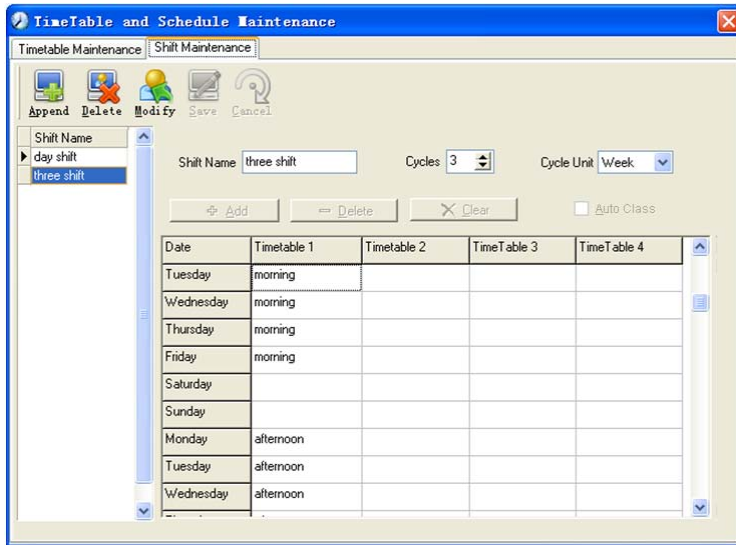 TimeTable and Schedule Maintenance
Timetable Maintenance Shift Maintenance
Append Delete Modify Save Cancel
Shift Name
day shift
three shift
Shift Name three shift Cycles 3 Cycle Unit Week
Add Delete Clear Auto Class
Date Timetable 1 Timetable 2 TimeTable 3 TimeTable 4
Tuesday morning
Wednesday morning
Thursday morning
Friday morning
Saturday
Sunday
Monday afternoon
Tuesday afternoon
Wednesday afternoon